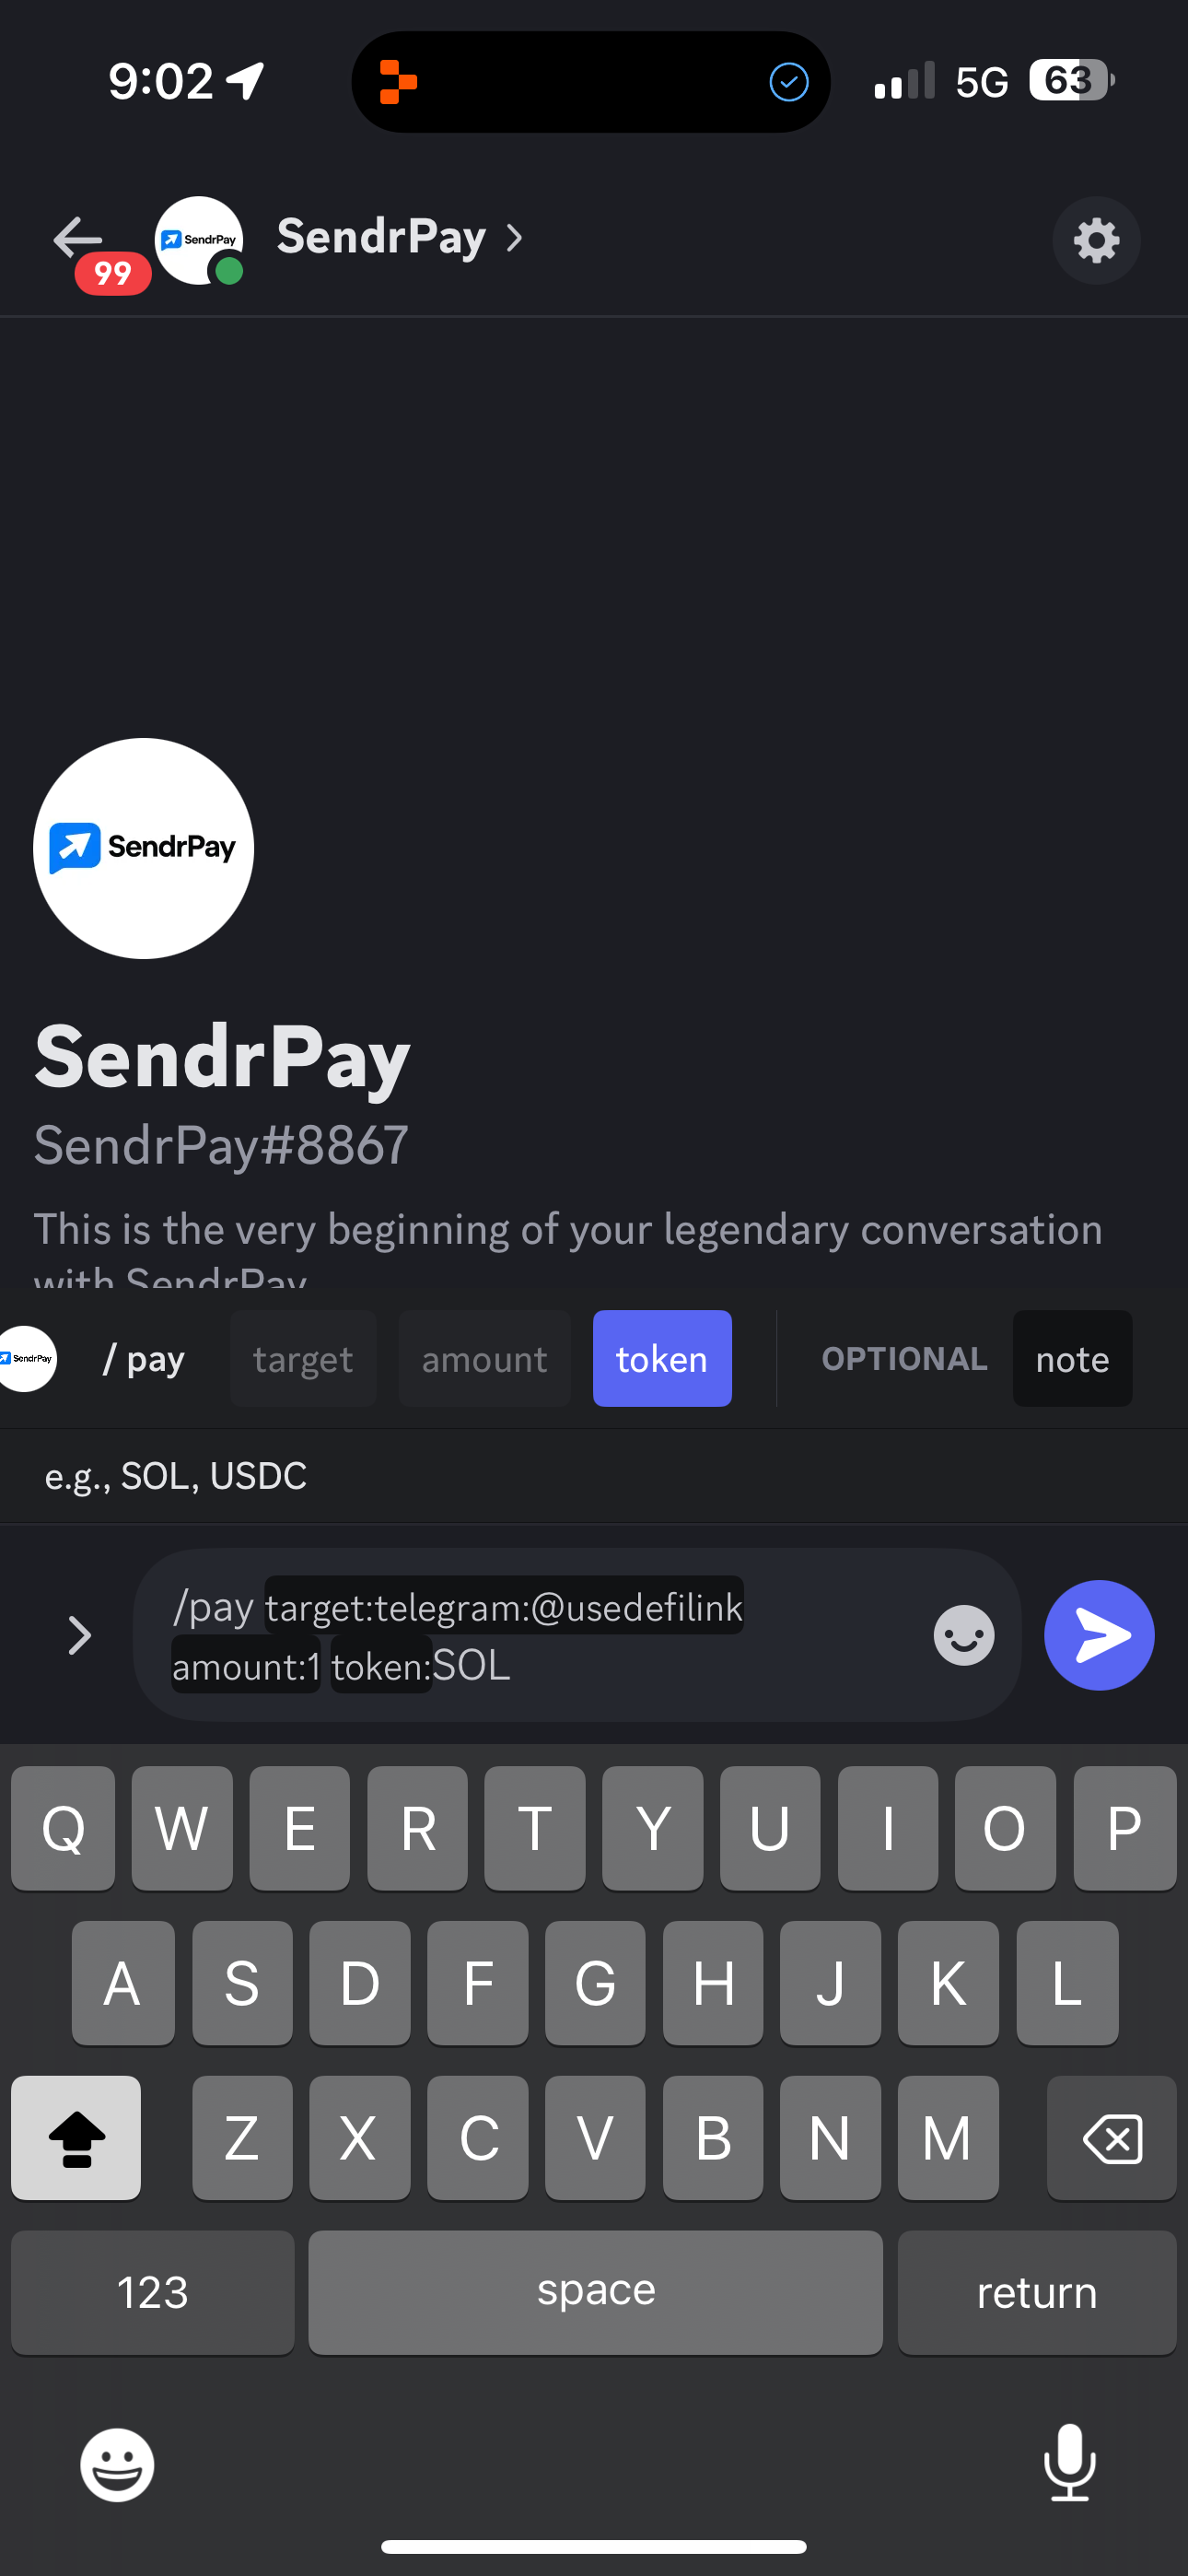 9:02
5G
63
99
SendrPay
SendrPay
SendrPay
SendrPay
SendrPay#8867
This is the very beginning of your legendary conversation
with SendrPay
SendrPay
/ pay
target
amount
token
OPTIONAL
note
e.g., SOL, USDC
/pay target:telegram:@usedefilink
amount:1 token:SOL
Q W E R T Y U I O P
A S D F G H J K L
Z X C V B N M
123
space
return